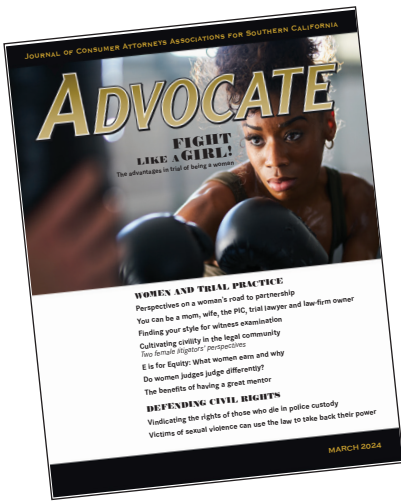 JOURNAL OF CONSUMER ATTORNEYS ASSOCIATIONS FOR SOUTHERN CALIFORNIA
ADVOCATE
FIGHT
LIKE A GIRL!
The advantages in trial of being a woman
WOMEN AND TRIAL PRACTICE
Perspectives on a woman's road to partnership
You can be a mom, wife, the PIC, trial lawyer and law-firm owner
Finding your style for witness examination
Cultivating civility in the legal community
Two female litigators' perspectives
E is for Equity: What women earn and why
Do women judges judge differently?
The benefits of having a great mentor
DEFENDING CIVIL RIGHTS
Vindicating the rights of those who die in police custody
Victims of sexual violence can use the law to take back their power
MARCH 2024